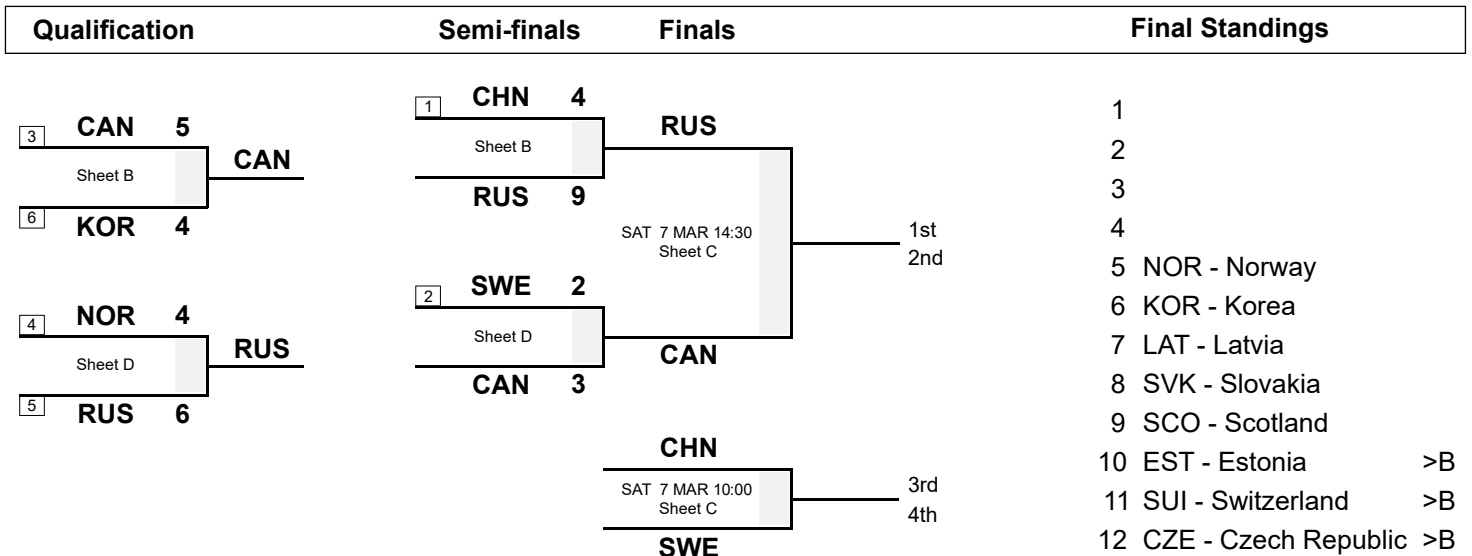 Qualification Semi-finals Finals Final Standings
3 CAN 5
Sheet B
CAN
6 KOR 4
4 NOR 4
Sheet D
RUS
5 RUS 6
1 CHN 4
Sheet B
RUS 9
2 SWE 2
Sheet D
CAN 3
RUS
SAT 7 MAR 14:30
Sheet C
CAN
1st
2nd
CHN
SAT 7 MAR 10:00
Sheet C
SWE
3rd
4th
1
2
3
4
5 NOR - Norway
6 KOR - Korea
7 LAT - Latvia
8 SVK - Slovakia
9 SCO - Scotland
10 EST - Estonia >B
11 SUI - Switzerland >B
12 CZE - Czech Republic >B